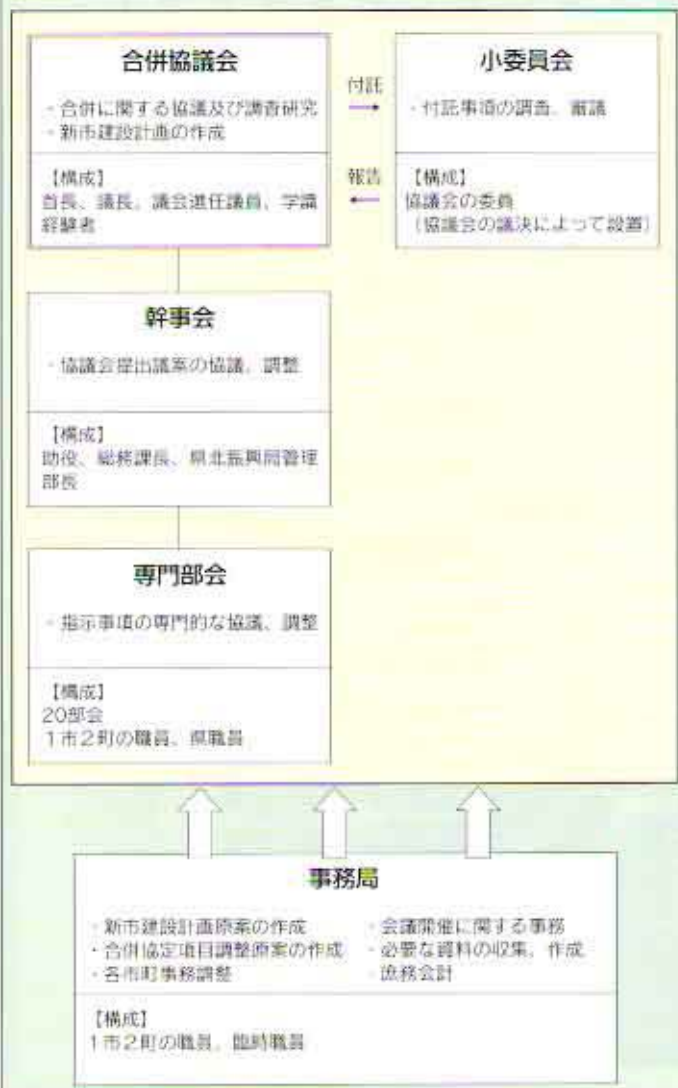 合併協議会
・合併に関する協議及び調査研究
・新市建設計画の作成
【構成】
首長、議長、議会選任議員、学識
経験者
付託
報告
小委員会
・付託事項の調査、審議
【構成】
協議会の委員
（協議会の議決によって設置）
幹事会
・協議会提出議案の協議、調整
【構成】
助役、総務課長、県北振興局管理
部長
専門部会
・指示事項の専門的な協議、調整
【構成】
20部会
1市2町の職員、県職員
事務局
・新市建設計画原案の作成
・合併協定項目調整原案の作成
・各市町事務調整
・会議開催に関する事務
・必要な資料の収集、作成
・庶務会計
【構成】
1市2町の職員、臨時職員